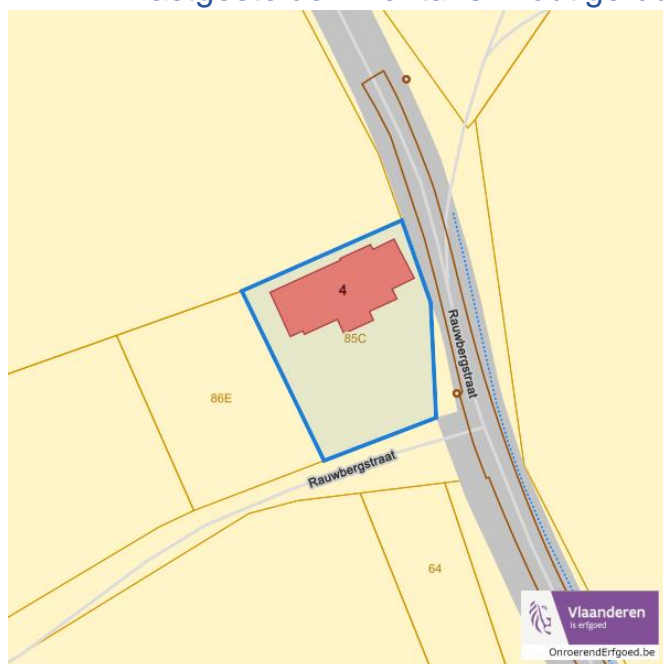 4
85C
Rauwbergstraat
86E
Rauwbergstraat
64
Vlaanderen
is erfgoed
OnroerendErfgoed.be